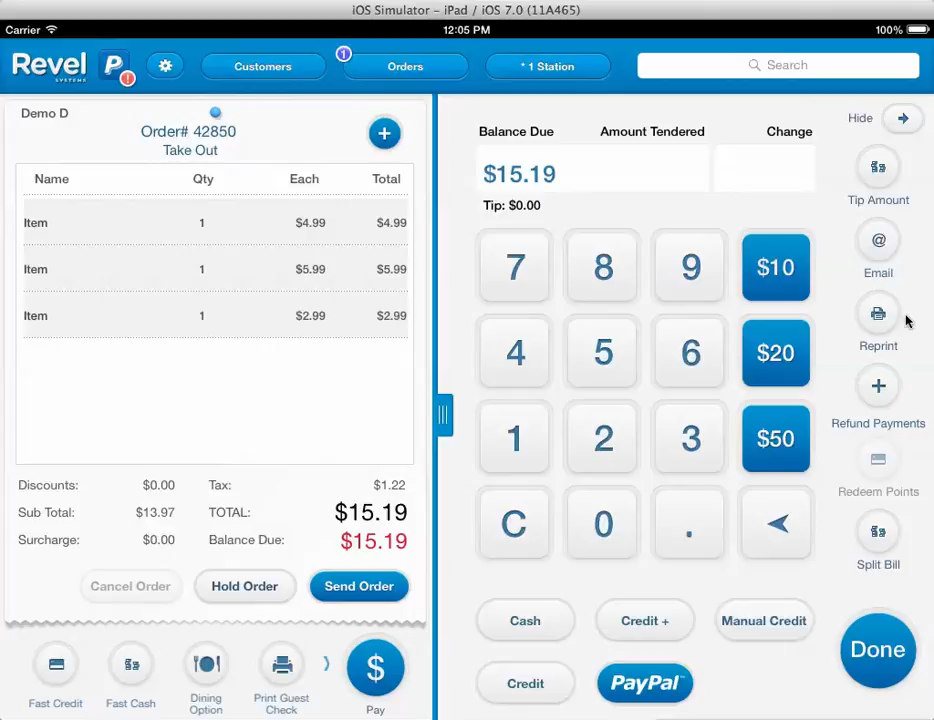 iOS Simulator – iPad / iOS 7.0 (11A465)
Carrier 12:05 PM 100%
Revel SYSTEMS P ! Customers 1 Orders * 1 Station Search
Demo D
Order# 42850
Take Out
Name Qty Each Total
Item 1 $4.99 $4.99
Item 1 $5.99 $5.99
Item 1 $2.99 $2.99
Discounts: $0.00 Tax: $1.22
Sub Total: $13.97 TOTAL: $15.19
Surcharge: $0.00 Balance Due: $15.19
Cancel Order Hold Order Send Order
Fast Credit
Fast Cash
Dining
Option
Print Guest
Check
$
Pay
Balance Due Amount Tendered Change
$15.19
Tip: $0.00
7 8 9 $10
4 5 6 $20
1 2 3 $50
C 0 .
Cash Credit + Manual Credit
Credit PayPal
Hide
Tip Amount
@
Email
Reprint
+
Refund Payments
Redeem Points
Split Bill
Done